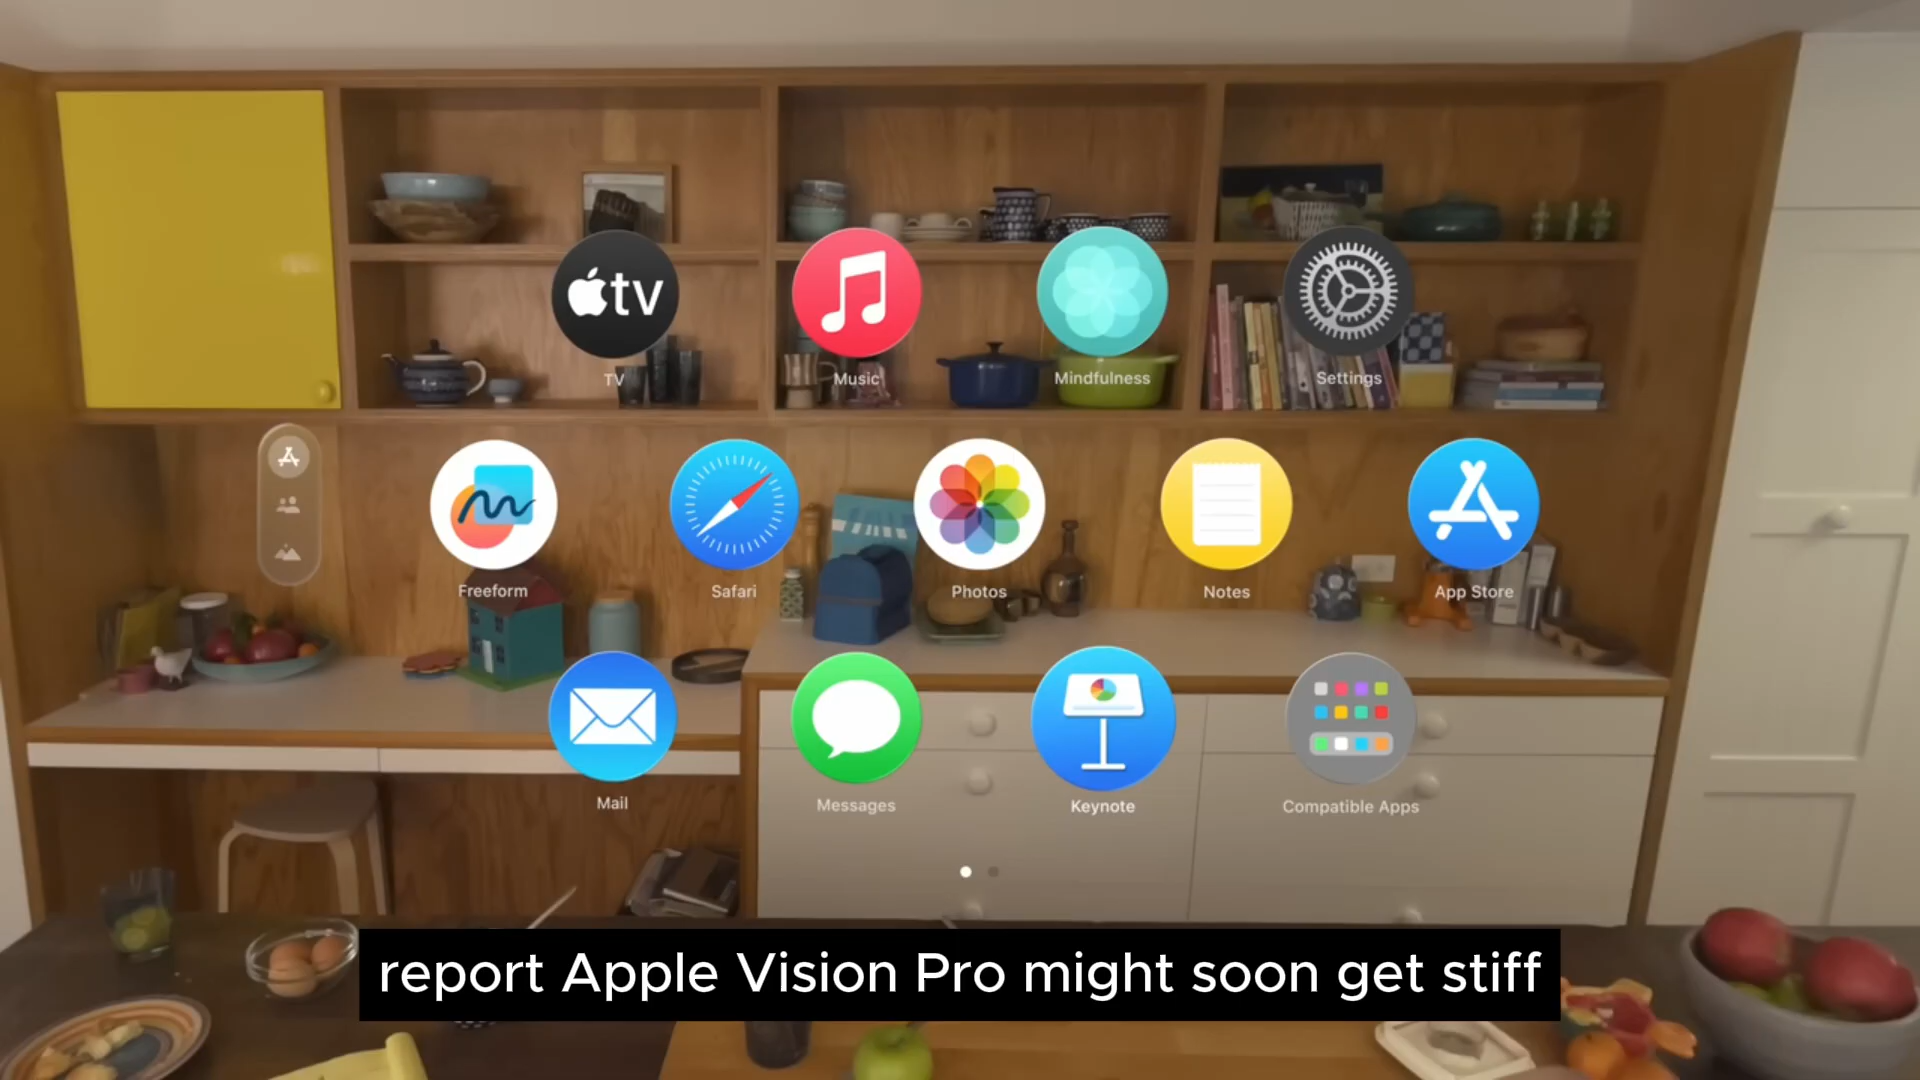 tv
TV
Music
Mindfulness
Settings
Freeform
Safari
Photos
Notes
App Store
Mail
Messages
Keynote
Compatible Apps
report Apple Vision Pro might soon get stiff